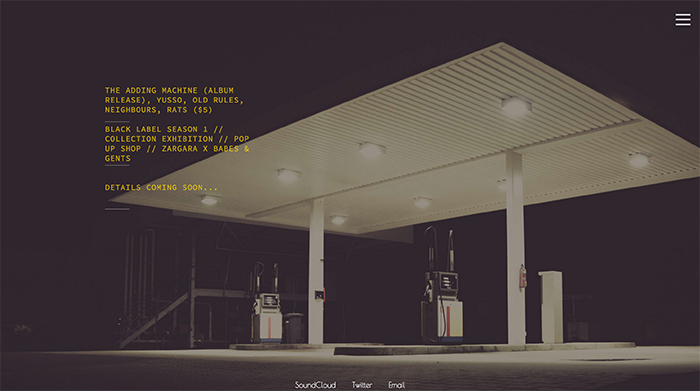 THE ADDING MACHINE (ALBUM
RELEASE), YUSSO, OLD RULES,
NEIGHBOURS, RATS ($5)
BLACK LABEL SEASON 1 //
COLLECTION EXHIBITION // POP
UP SHOP // ZARGARA X BABES &
GENTS
DETAILS COMING SOON...
SoundCloud Twitter Email